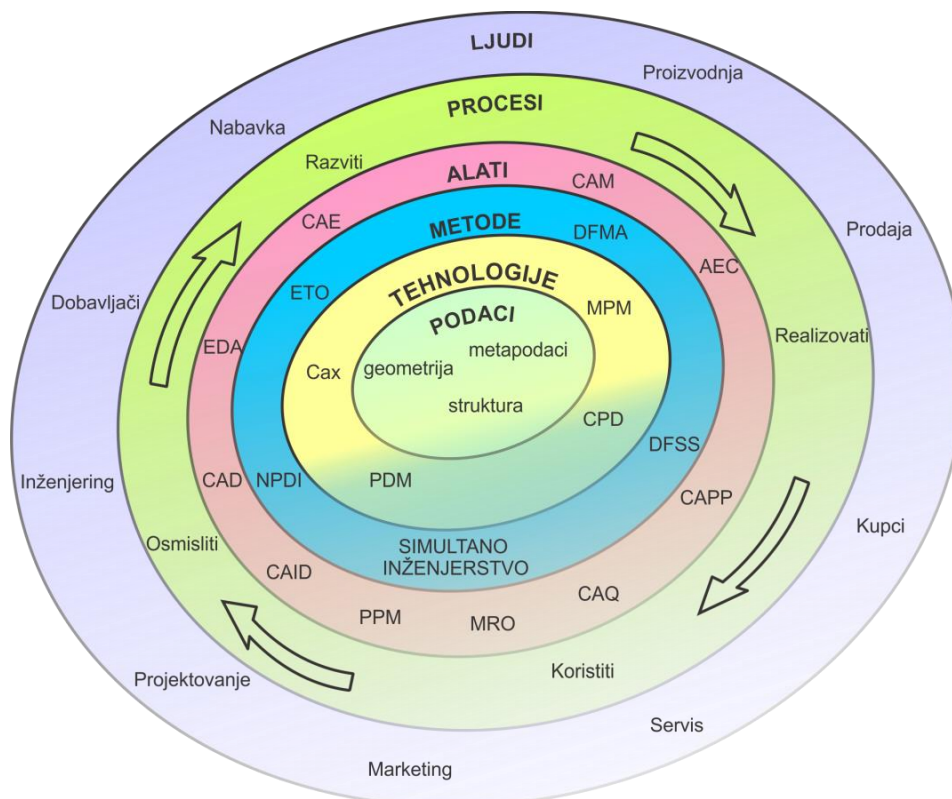 LJUDI
Proizvodnja
PROCESI
Nabavka
Razviti
ALATI
CAM
CAE
METODE
DFMA
Prodaja
AEC
TEHNOLOGIJE
ETO
Dobavljači
MPM
PODACI
Realizovati
EDA
metapodaci
Cax
geometrija
struktura
CPD
DFSS
CAD
NPDI
PDM
Inženjering
CAPP
Kupci
Osmisliti
SIMULTANO
INŽENJERSTVO
CAID
CAQ
PPM
MRO
Koristiti
Projektovanje
Servis
Marketing